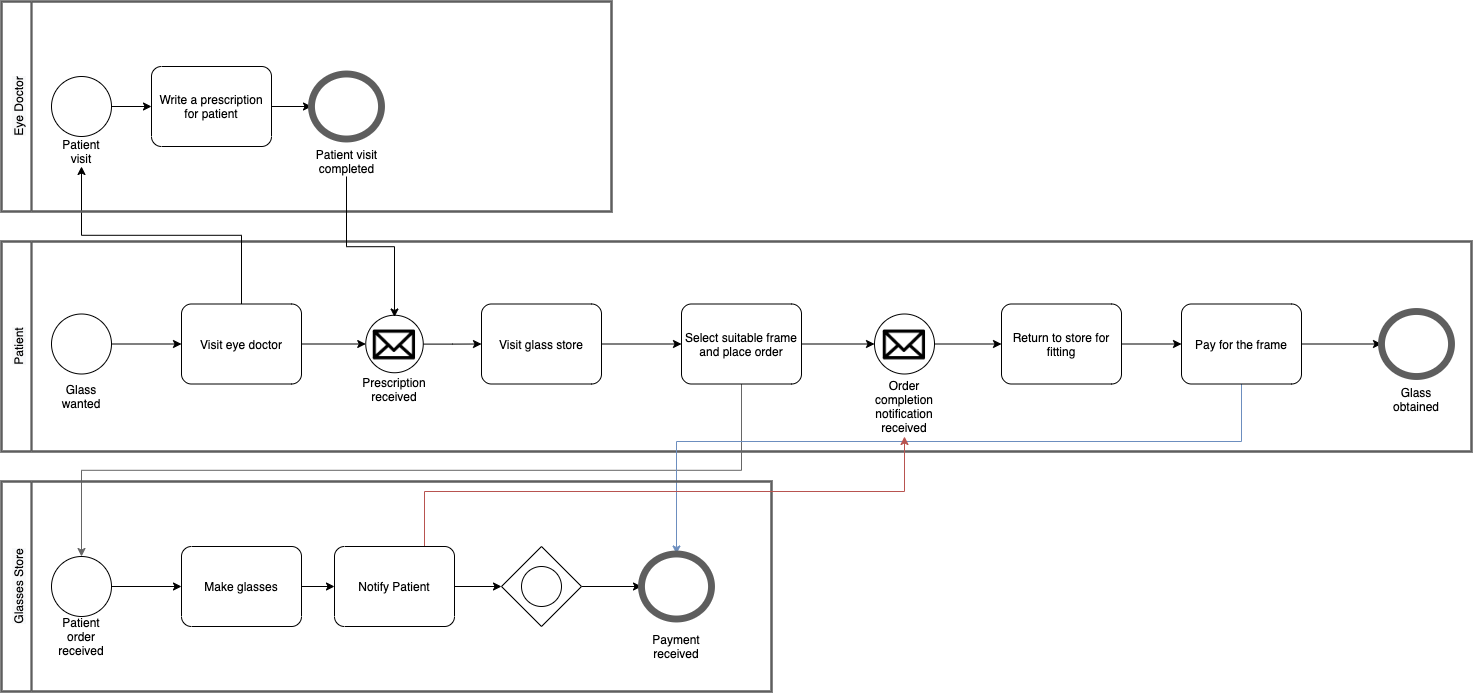 Eye Doctor
Write a prescription
for patient
Patient
visit
Patient visit
completed
Patient
Glass
wanted
Visit eye doctor
Prescription
received
Visit glass store
Select suitable frame
and place order
Order
completion
notification
received
Return to store for
fitting
Pay for the frame
Glass
obtained
Glasses Store
Patient
order
received
Make glasses
Notify Patient
Payment
received